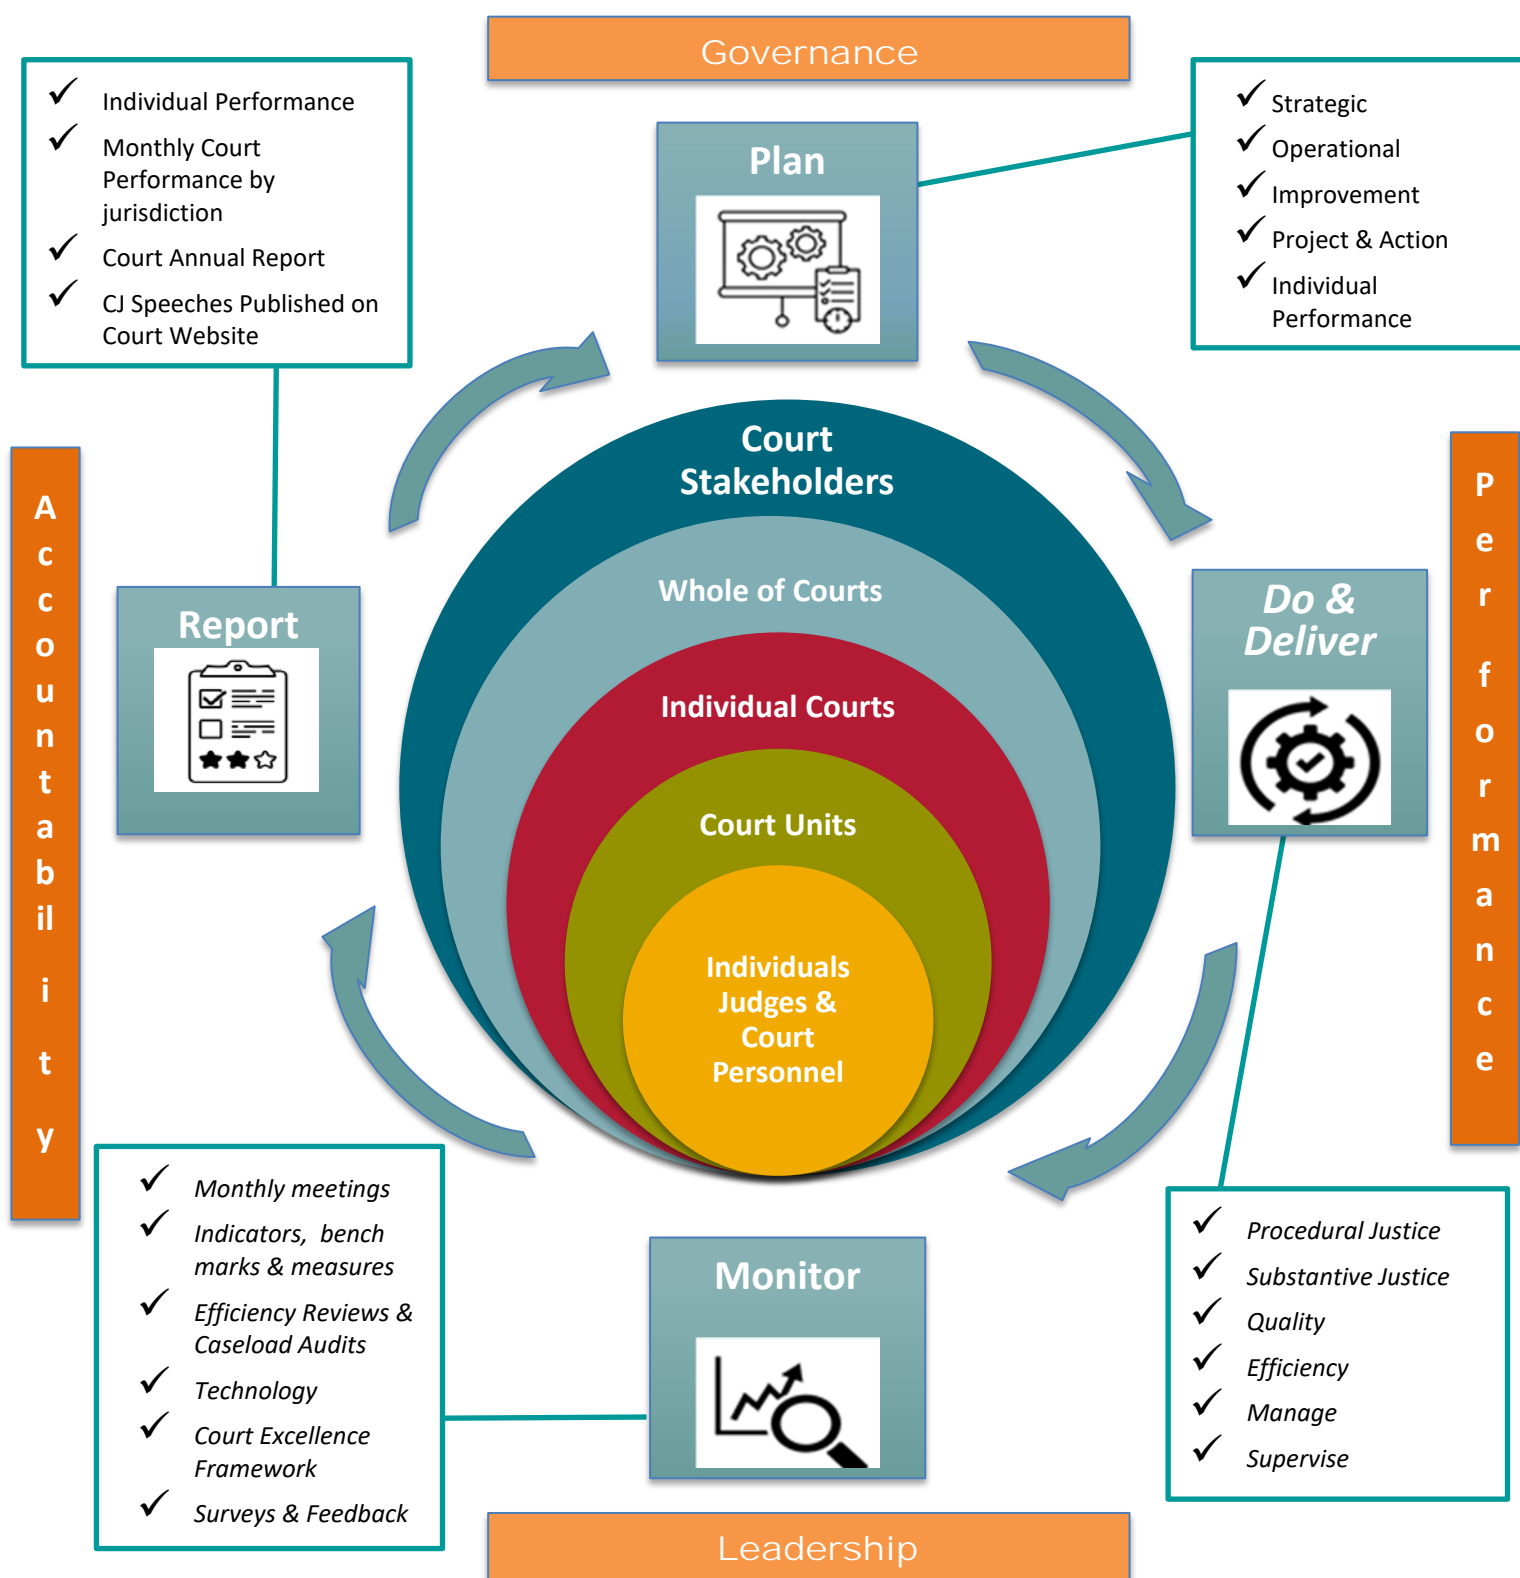 Governance
Individual Performance
Monthly Court
Performance by
jurisdiction
Court Annual Report
CJ Speeches Published on
Court Website
Plan
Strategic
Operational
Improvement
Project & Action
Individual
Performance
Accountability
Performance
Court
Stakeholders
Whole of Courts
Individual Courts
Court Units
Individuals
Judges &
Court
Personnel
Report
Do &
Deliver
Monthly meetings
Indicators,  bench
marks & measures
Efficiency Reviews &
Caseload Audits
Technology
Court Excellence
Framework
Surveys & Feedback
Monitor
Procedural Justice
Substantive Justice
Quality
Efficiency
Manage
Supervise
Leadership